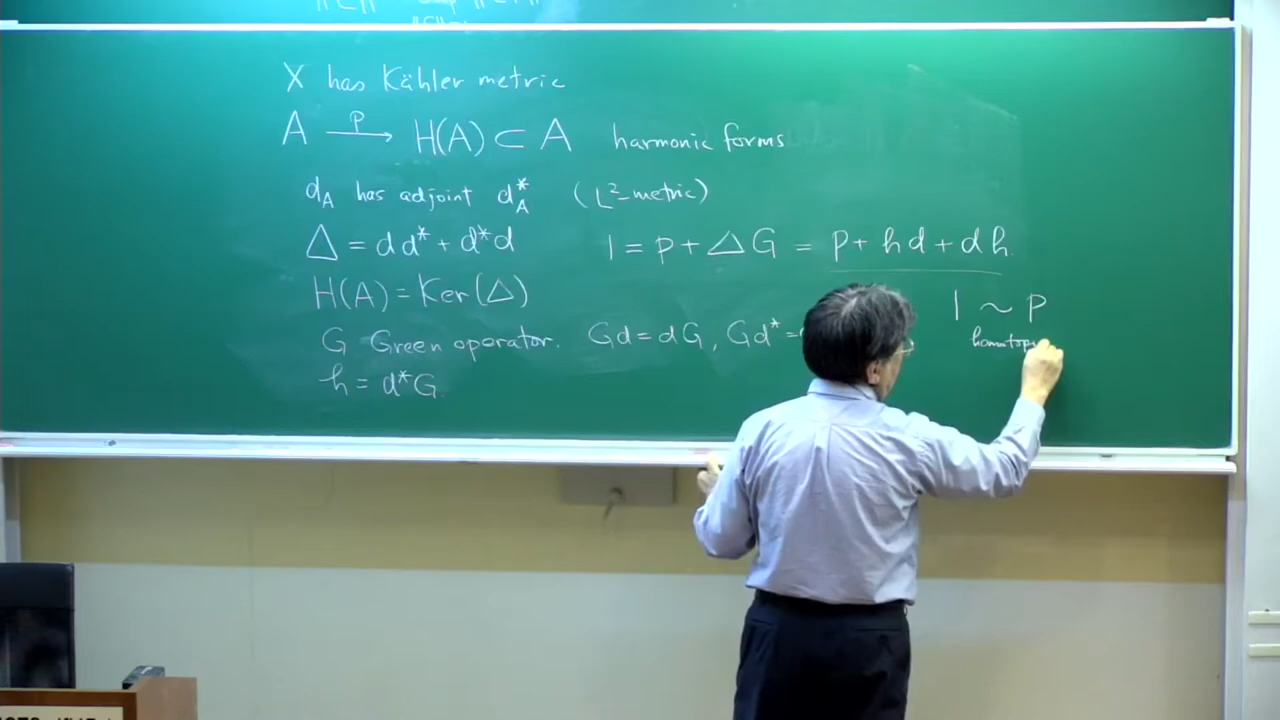 X has Kähler metric
A —P→ H(A) ⊂ A harmonic forms
d_A has adjoint d_A^* (L²-metric)
Δ = dd* + d*d
1 = p + ΔG = p + hd + dh.
H(A) = Ker(Δ)
1 ~ p
G Green operator. Gd = dG, Gd* =
h = d*G.